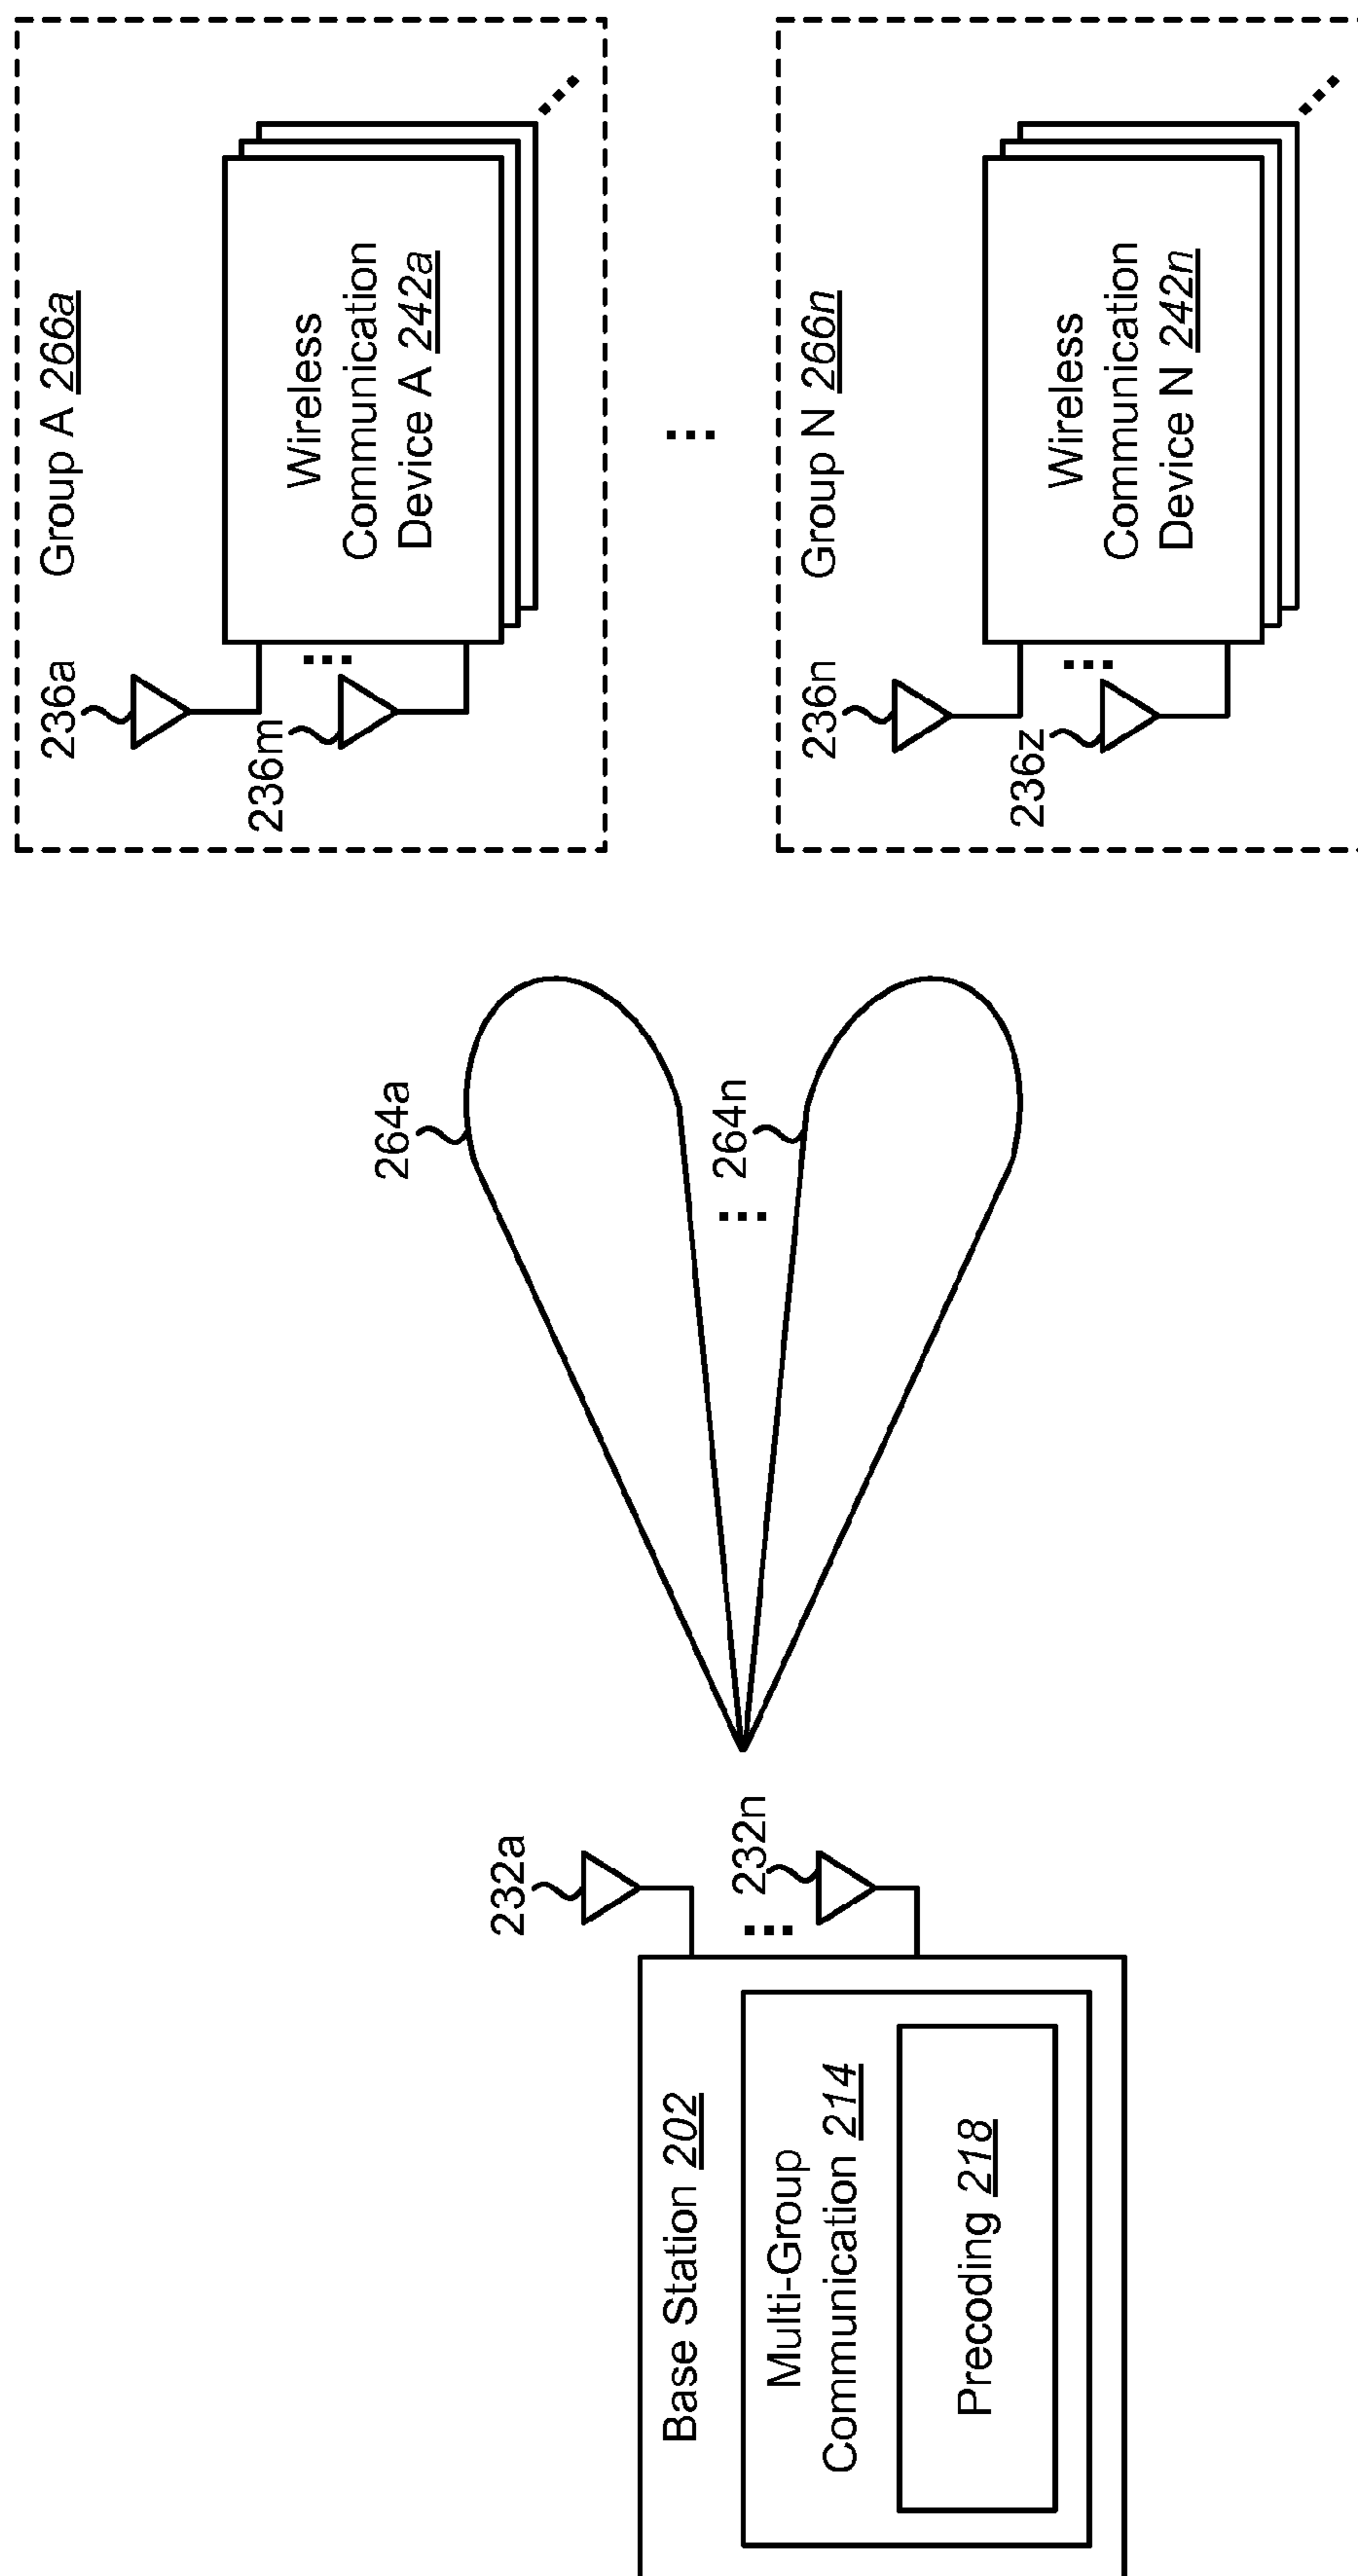 Base Station 202
Multi-Group
Communication 214
Precoding 218
232a
232n
264a
264n
Group A 266a
236a
236m
Wireless
Communication
Device A 242a
Group N 266n
236n
236z
Wireless
Communication
Device N 242n